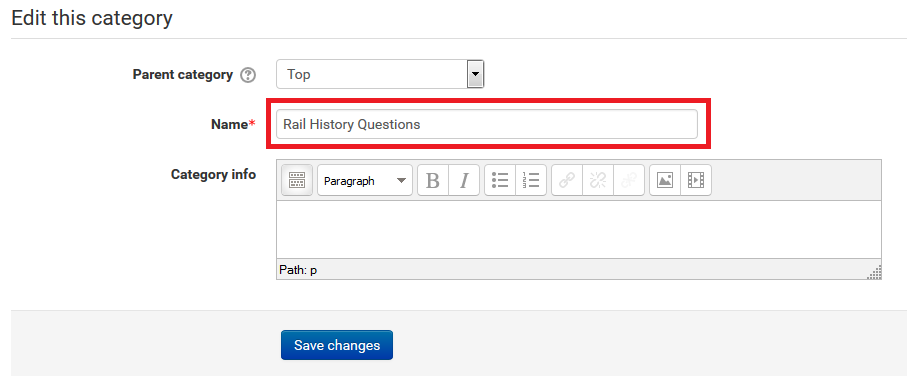 Edit this category
Parent category
Top
Name*
Rail History Questions
Category info
Paragraph
B I
Path: p
Save changes